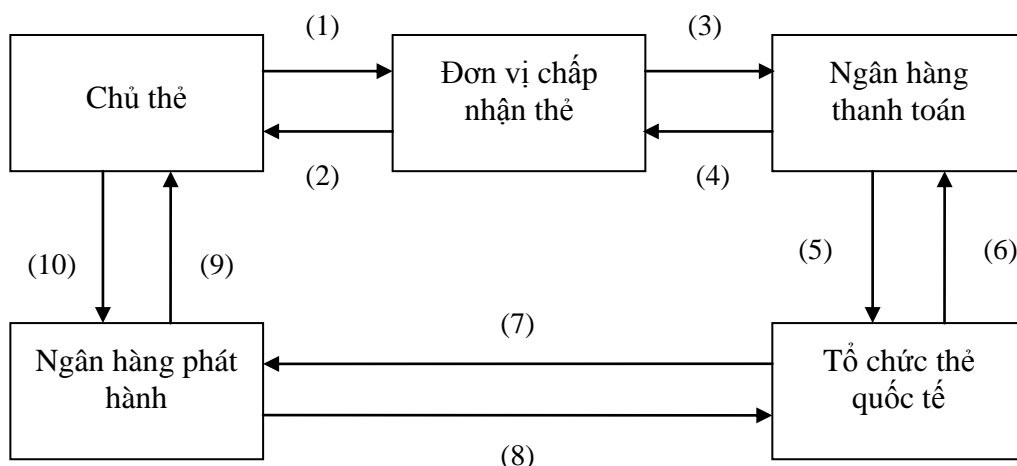 (1)
(3)
Chủ thẻ
Đơn vị chấp
nhận thẻ
Ngân hàng
thanh toán
(2)
(4)
(10)
(9)
(5)
(6)
(7)
Ngân hàng phát
hành
Tổ chức thẻ
quốc tế
(8)